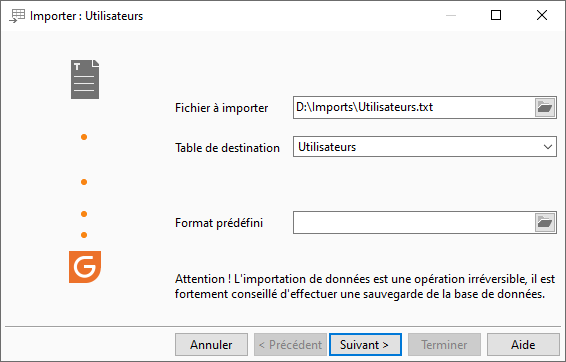 Importer : Utilisateurs
T
Fichier à importer
D:\Imports\Utilisateurs.txt
Table de destination
Utilisateurs
Format prédéfini
G
Attention ! L'importation de données est une opération irréversible, il est
fortement conseillé d'effectuer une sauvegarde de la base de données.
Annuler
< Précédent
Suivant >
Terminer
Aide